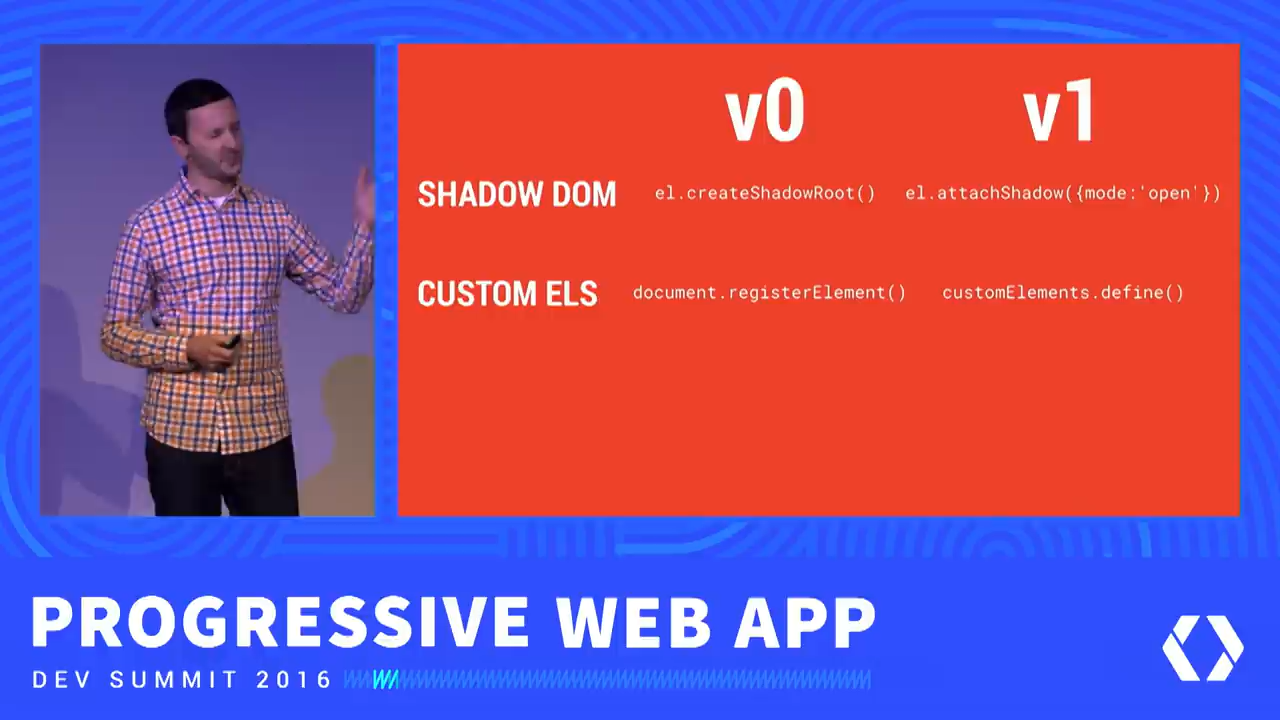 v0 v1
SHADOW DOM el.createShadowRoot() el.attachShadow({mode:'open'})
CUSTOM ELS document.registerElement() customElements.define()
PROGRESSIVE WEB APP
DEV SUMMIT 2016